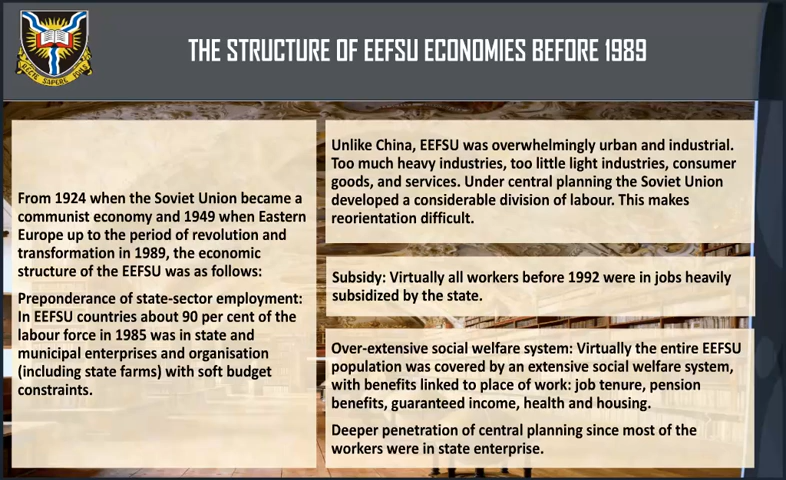 THE STRUCTURE OF EEFSU ECONOMIES BEFORE 1989
RECTE SAPERE FONS
From 1924 when the Soviet Union became a
communist economy and 1949 when Eastern
Europe up to the period of revolution and
transformation in 1989, the economic
structure of the EEFSU was as follows:
Preponderance of state-sector employment:
In EEFSU countries about 90 per cent of the
labour force in 1985 was in state and
municipal enterprises and organisation
(including state farms) with soft budget
constraints.
Unlike China, EEFSU was overwhelmingly urban and industrial.
Too much heavy industries, too little light industries, consumer
goods, and services. Under central planning the Soviet Union
developed a considerable division of labour. This makes
reorientation difficult.
Subsidy: Virtually all workers before 1992 were in jobs heavily
subsidized by the state.
Over-extensive social welfare system: Virtually the entire EEFSU
population was covered by an extensive social welfare system,
with benefits linked to place of work: job tenure, pension
benefits, guaranteed income, health and housing.
Deeper penetration of central planning since most of the
workers were in state enterprise.